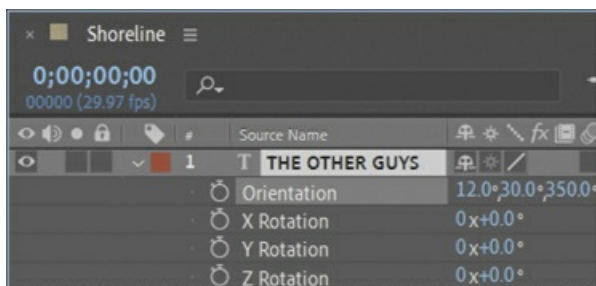 Shoreline
0;00;00;00
00000 (29.97 fps)
# Source Name fx
1 T THE OTHER GUYS
Orientation 12.0°,30.0°,350.0°
X Rotation 0x+0.0°
Y Rotation 0x+0.0°
Z Rotation 0x+0.0°